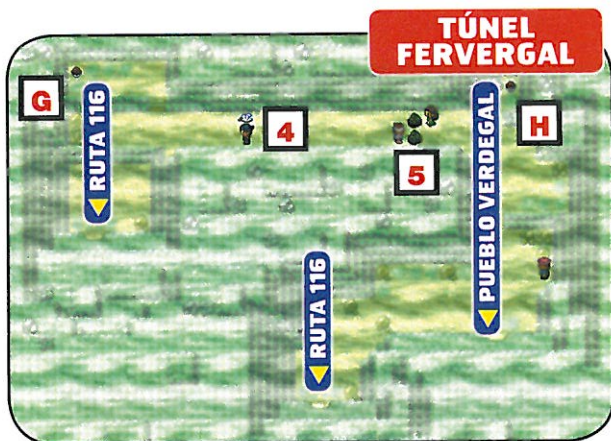 TÚNEL
FERVERGAL
G
RUTA 116
4
5
PUEBLO VERDEGAL
H
RUTA 116